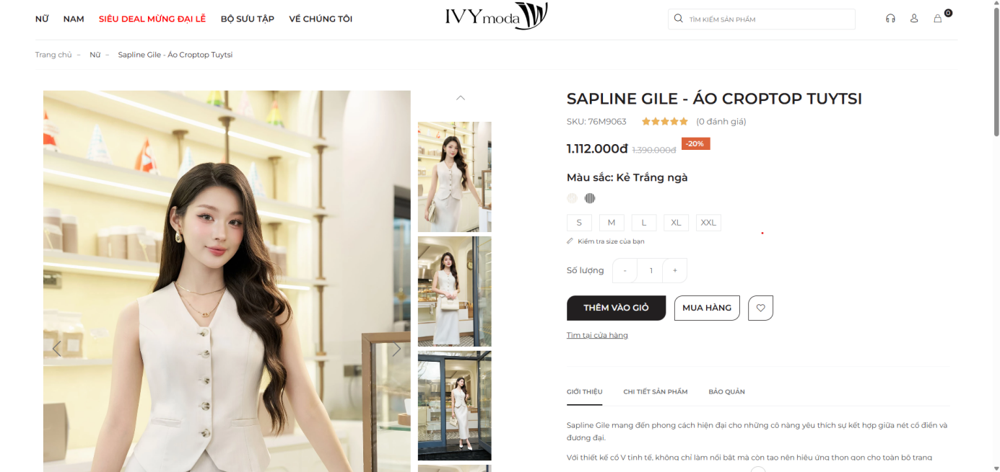 NỮ NAM SIÊU DEAL MỪNG ĐẠI LỄ BỘ SƯU TẬP VỀ CHÚNG TÔI IVY moda TÌM KIẾM SẢN PHẨM 0
Trang chủ – Nữ – Sapline Gile - Áo Croptop Tuytsi
SAPLINE GILE - ÁO CROPTOP TUYTSI
SKU: 76M9063 (0 đánh giá)
1.112.000đ 1.390.000đ -20%
Màu sắc: Kẻ Trắng ngà
S M L XL XXL
Kiểm tra size của bạn
Số lượng - 1 +
THÊM VÀO GIỎ MUA HÀNG
Tìm tại cửa hàng
GIỚI THIỆU CHI TIẾT SẢN PHẨM BẢO QUẢN
Sapline Gile mang đến phong cách hiện đại cho những cô nàng yêu thích sự kết hợp giữa nét cổ điển và
đương đại.
Với thiết kế cổ V tinh tế, không chỉ làm nổi bật mà còn tạo nên hiệu ứng thon gọn cho toàn bộ trang